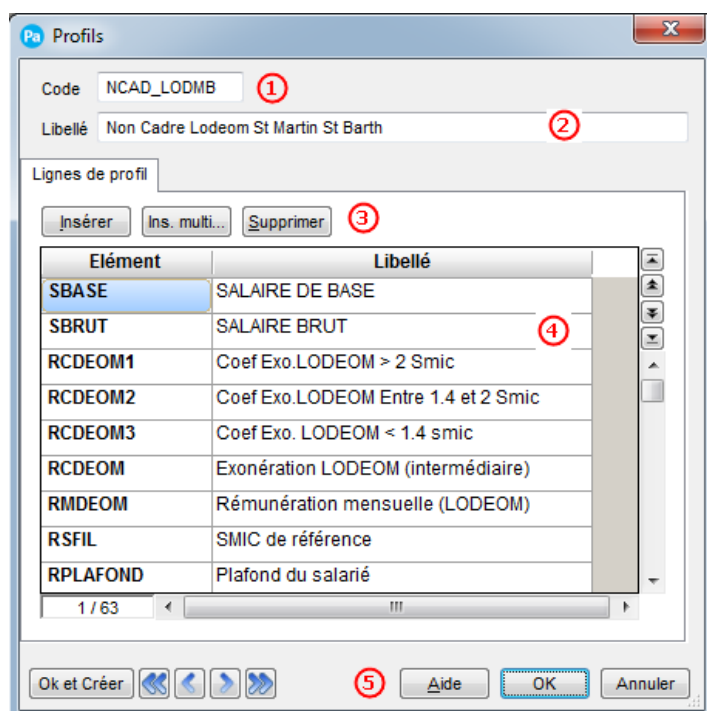 Pa Profils
Code NCAD_LODMB 1
Libellé Non Cadre Lodeom St Martin St Barth 2
Lignes de profil
Insérer Ins. multi... Supprimer 3
Elément Libellé
SBASE SALAIRE DE BASE
SBRUT SALAIRE BRUT 4
RCDEOM1 Coef Exo.LODEOM > 2 Smic
RCDEOM2 Coef Exo.LODEOM Entre 1.4 et 2 Smic
RCDEOM3 Coef Exo. LODEOM < 1.4 smic
RCDEOM Exonération LODEOM (intermédiaire)
RMDEOM Rémunération mensuelle (LODEOM)
RSFIL SMIC de référence
RPLAFOND Plafond du salarié
1 / 63
Ok et Créer 5 Aide OK Annuler